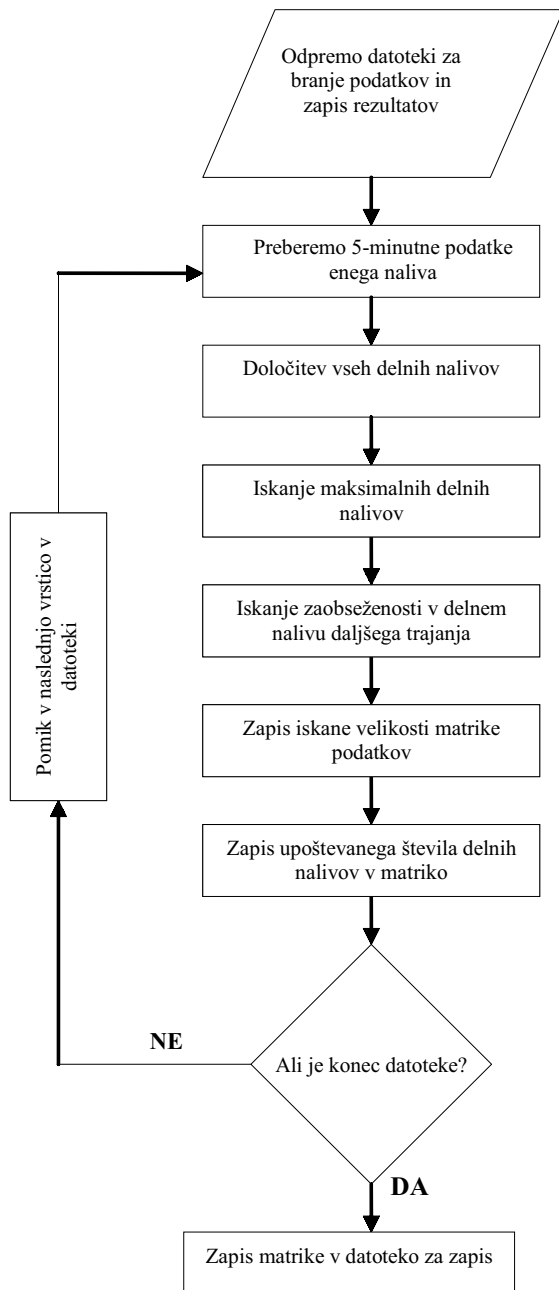 Odpremo datoteki za
branje podatkov in
zapis rezultatov
Preberemo 5-minutne podatke
enega naliva
Določitev vseh delnih nalivov
Iskanje maksimalnih delnih
nalivov
Iskanje zaobseženosti v delnem
nalivu daljšega trajanja
Zapis iskane velikosti matrike
podatkov
Zapis upoštevanega števila delnih
nalivov v matriko
Ali je konec datoteke?
NE
Pomik v naslednjo vrstico v
datoteki
DA
Zapis matrike v datoteko za zapis